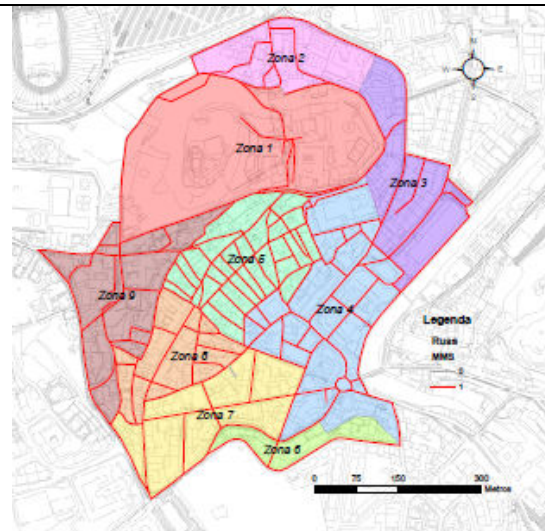 Zona 2
N
W E
S
Zona 1
Zona 3
Zona 5
Zona 9
Zona 4
Legenda
Ruas
MMS
0
1
Zona 8
Zona 7
Zona 6
0 75 150 300
Metros